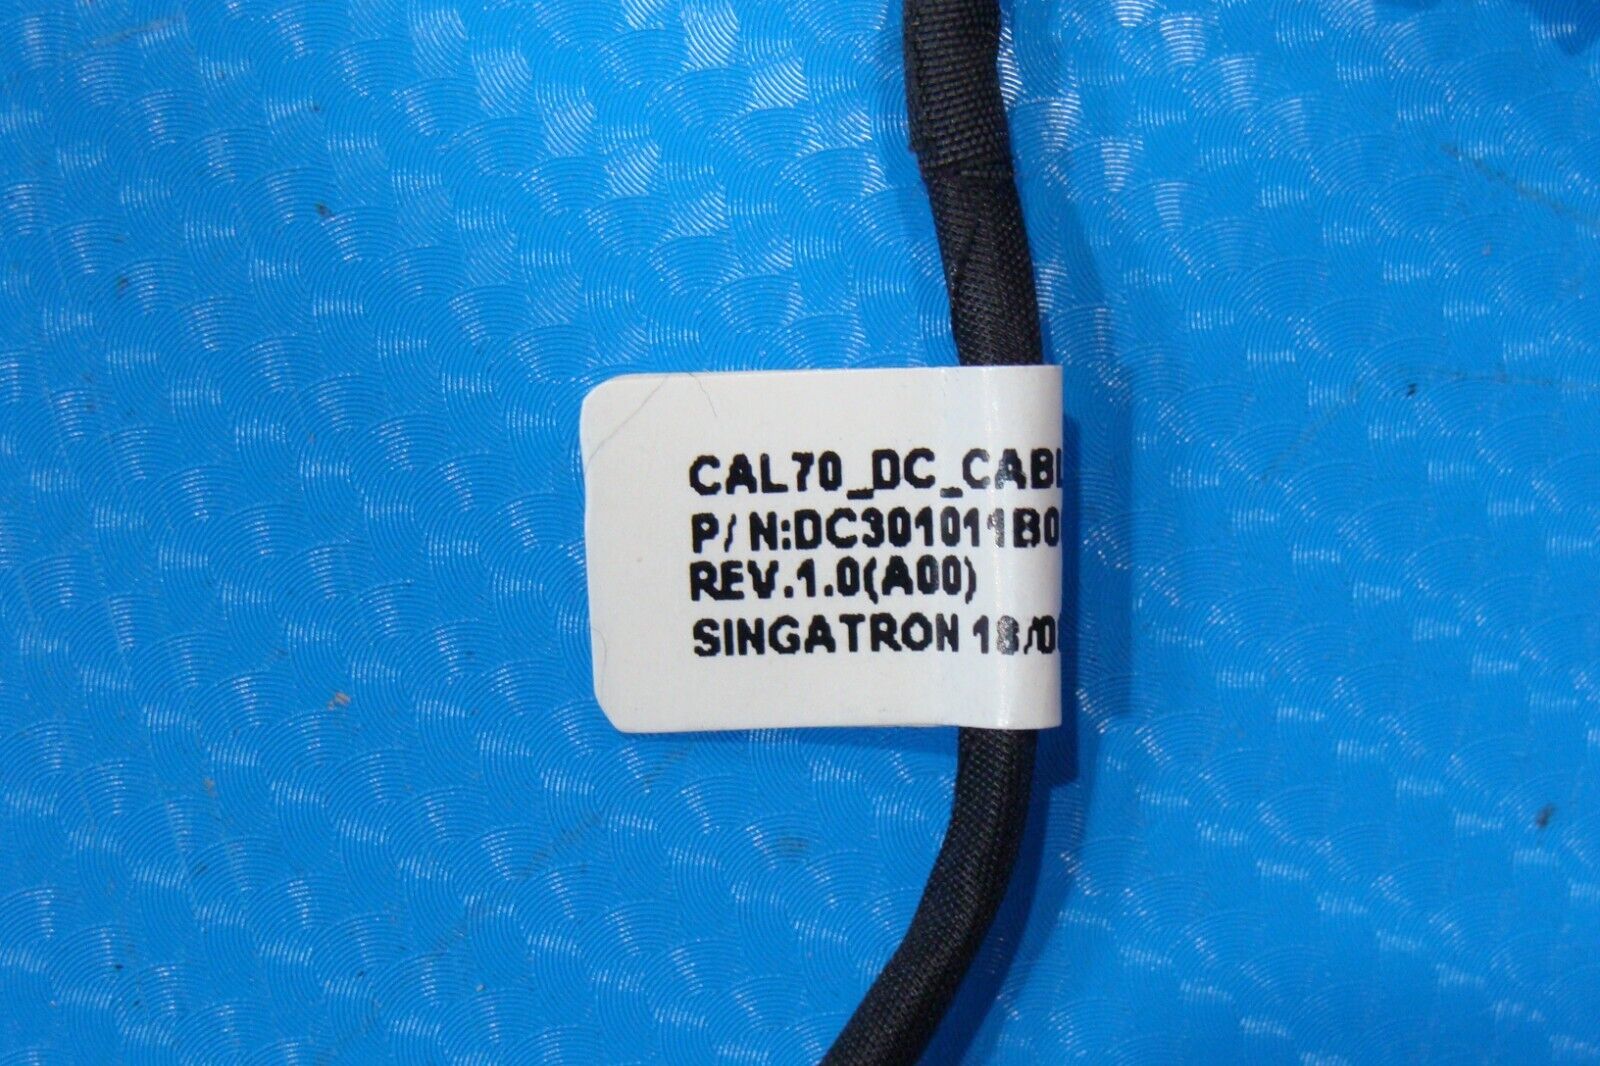 CAL70_DC_CABL
P/N:DC301011B0
REV.1.0(A00)
SINGATRON 18/0